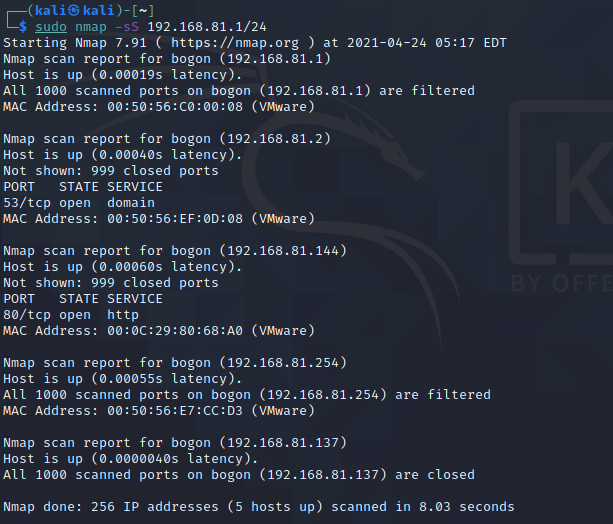 ┌──(kali㉿kali)-[~]
└─$ sudo nmap -sS 192.168.81.1/24
Starting Nmap 7.91 ( https://nmap.org ) at 2021-04-24 05:17 EDT
Nmap scan report for bogon (192.168.81.1)
Host is up (0.00019s latency).
All 1000 scanned ports on bogon (192.168.81.1) are filtered
MAC Address: 00:50:56:C0:00:08 (VMware)

Nmap scan report for bogon (192.168.81.2)
Host is up (0.00040s latency).
Not shown: 999 closed ports
PORT   STATE SERVICE
53/tcp open  domain
MAC Address: 00:50:56:EF:0D:08 (VMware)

Nmap scan report for bogon (192.168.81.144)
Host is up (0.00060s latency).
Not shown: 999 closed ports
PORT   STATE SERVICE
80/tcp open  http
MAC Address: 00:0C:29:80:68:A0 (VMware)

Nmap scan report for bogon (192.168.81.254)
Host is up (0.00055s latency).
All 1000 scanned ports on bogon (192.168.81.254) are filtered
MAC Address: 00:50:56:E7:CC:D3 (VMware)

Nmap scan report for bogon (192.168.81.137)
Host is up (0.0000040s latency).
All 1000 scanned ports on bogon (192.168.81.137) are closed

Nmap done: 256 IP addresses (5 hosts up) scanned in 8.03 seconds
K
BY OFFE